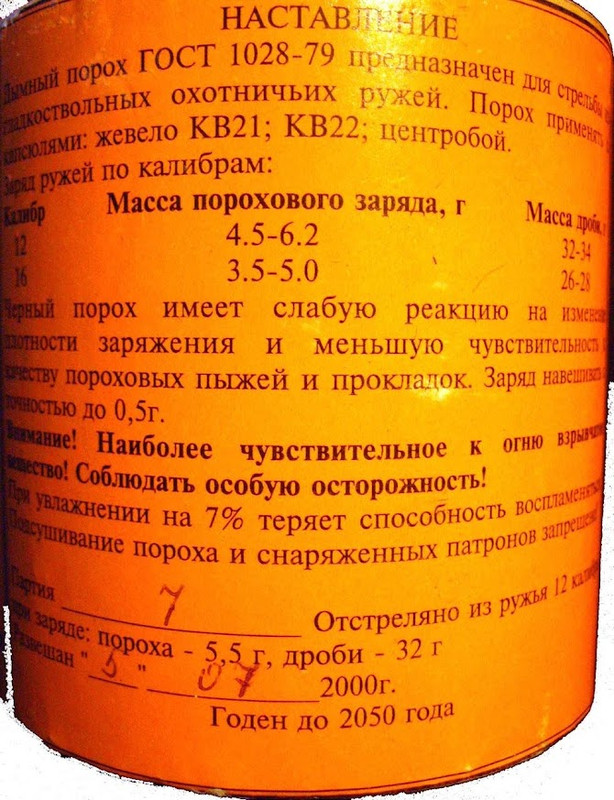 НАСТАВЛЕНИЕ
Дымный порох ГОСТ 1028-79 предназначен для стрельбы
гладкоствольных охотничьих ружей. Порох применять
капсюлями: жевело КВ21; КВ22; центробой.
Заряд ружей по калибрам:
Калибр Масса порохового заряда, г Масса дроби, г
12 4.5-6.2 32-34
16 3.5-5.0 26-28
Черный порох имеет слабую реакцию на изменение
плотности заряжения и меньшую чувствительность
качеству пороховых пыжей и прокладок. Заряд навешивать
точностью до 0,5г.
Внимание! Наиболее чувствительное к огню взрывчатое
вещество! Соблюдать особую осторожность!
При увлажнении на 7% теряет способность воспламеняться
Подсушивание пороха и снаряженных патронов запрещено
Партия 7 Отстреляно из ружья 12 калибра
при заряде: пороха - 5,5 г, дроби - 32 г
Развешан "5" 07 2000г.
Годен до 2050 года